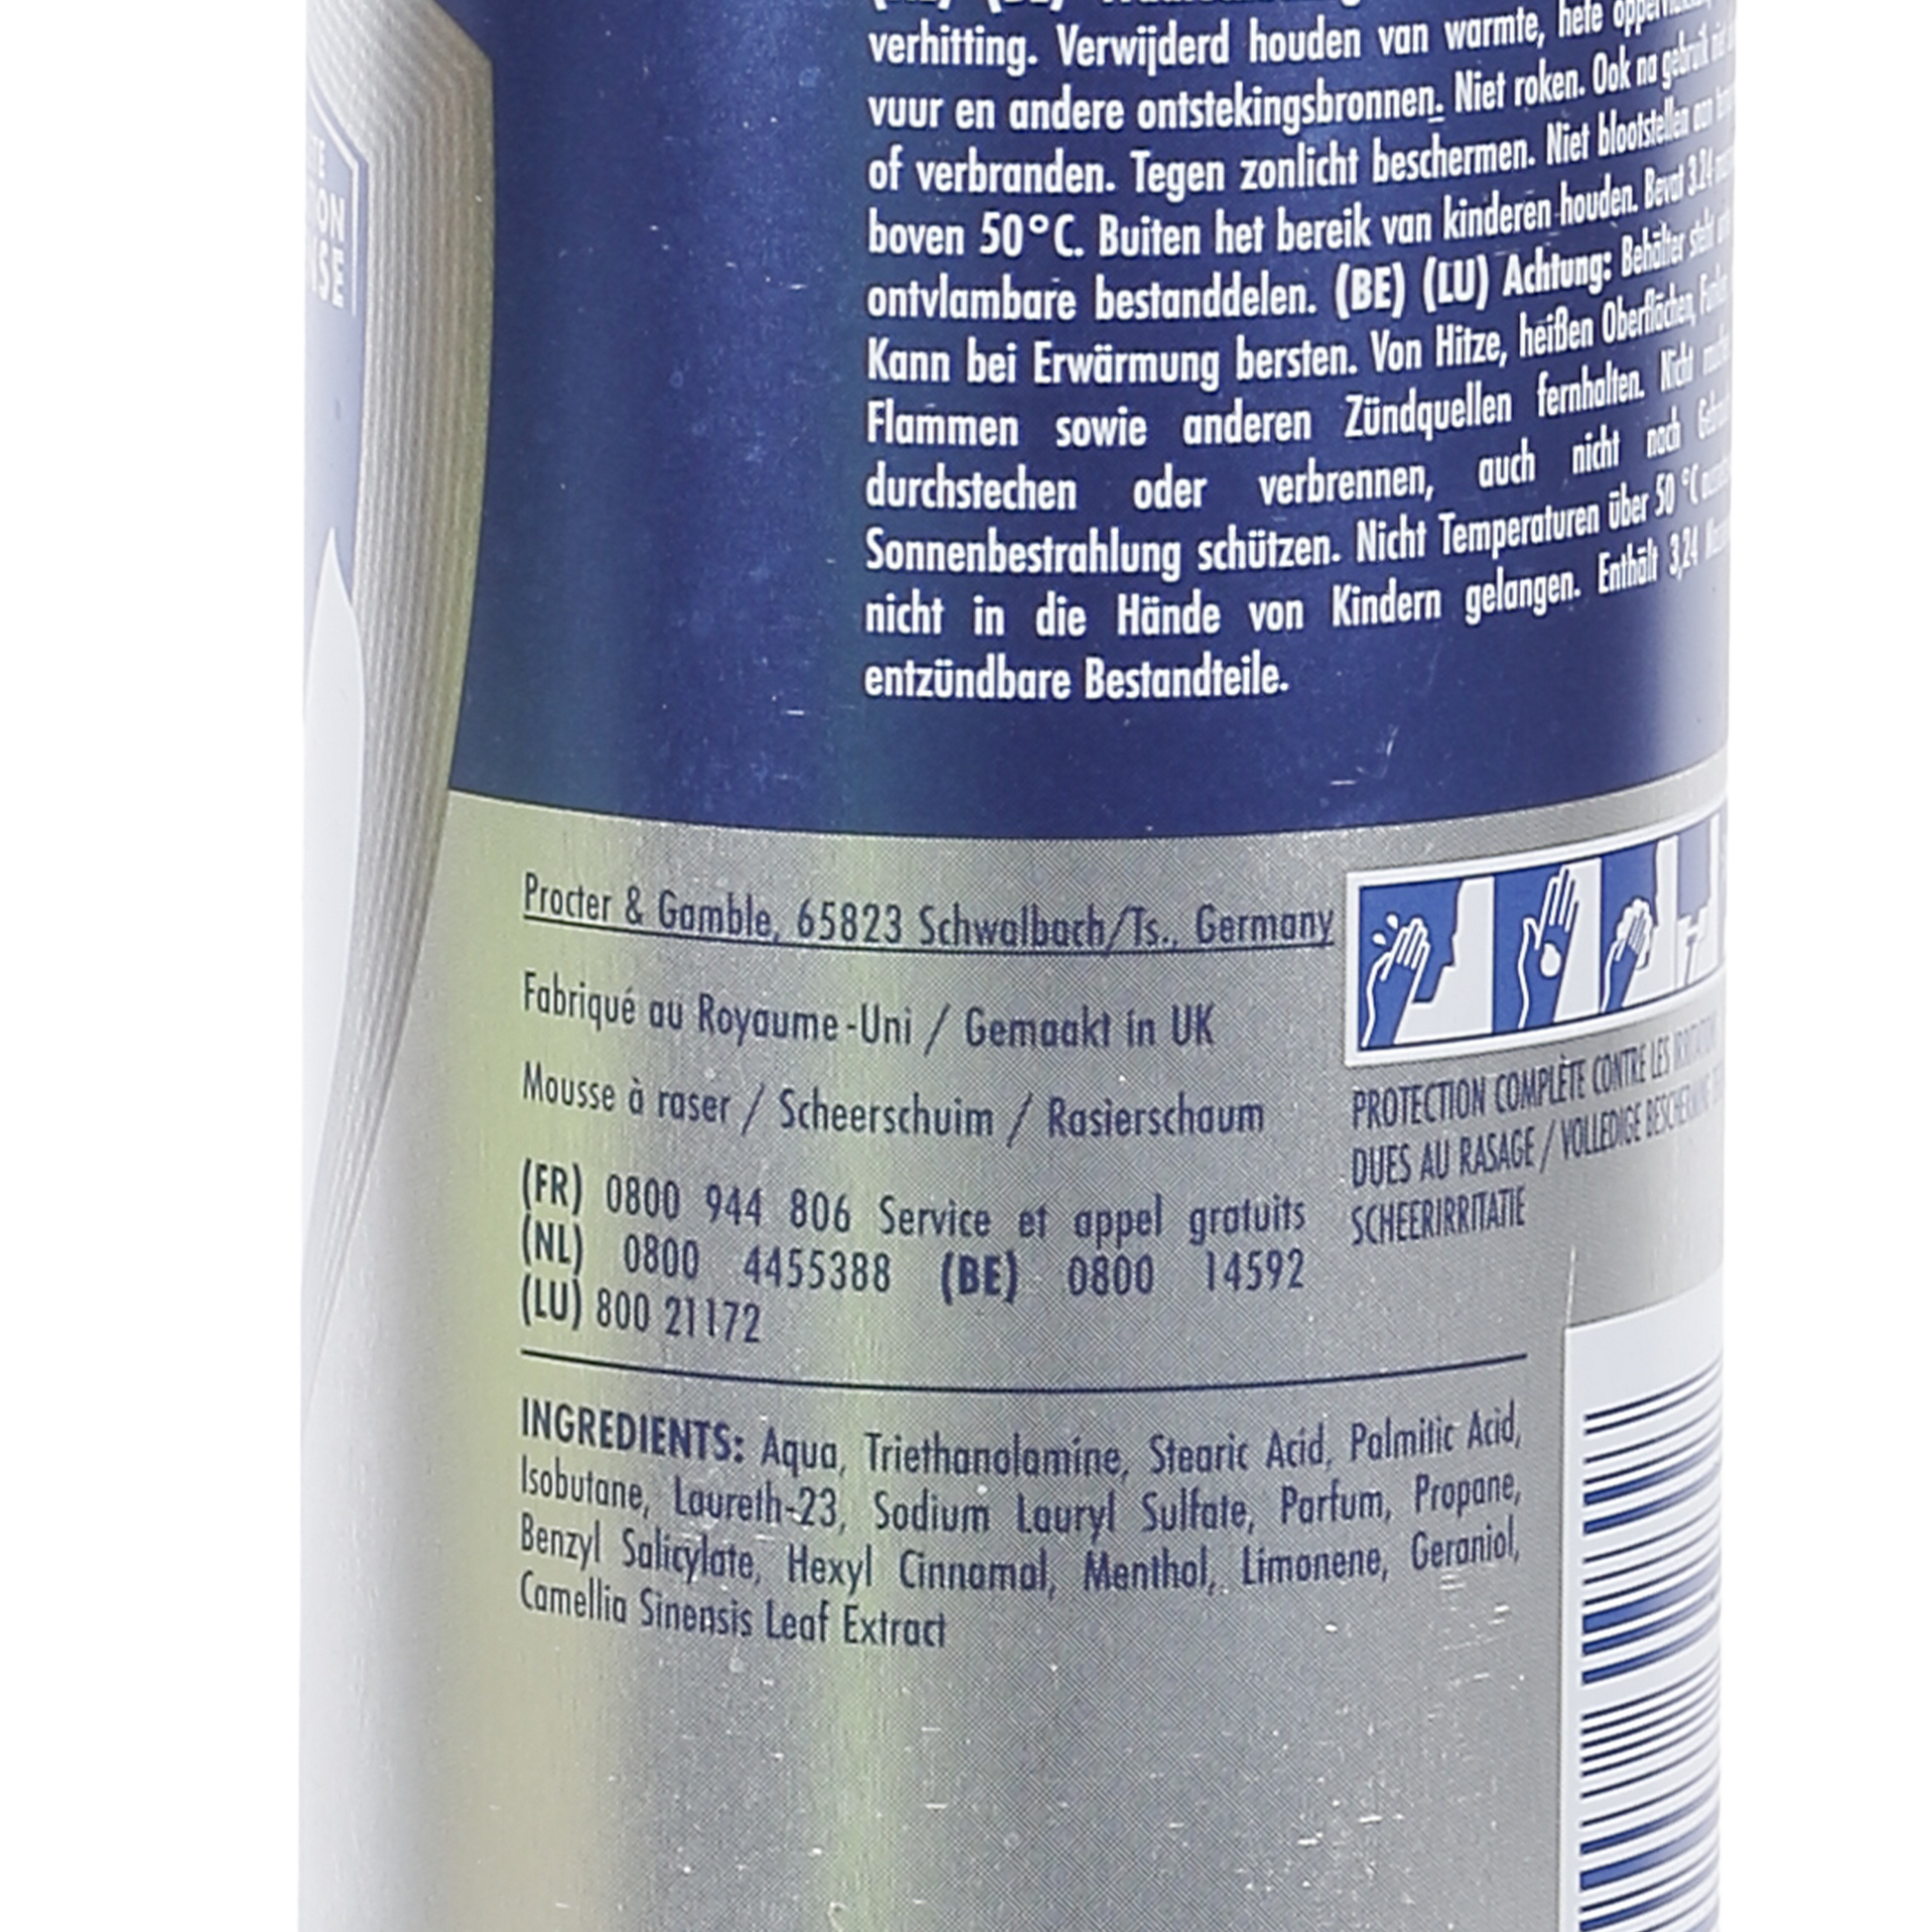 verhitting. Verwijderd houden van warmte, hete
vuur en andere ontstekingsbronnen. Niet roken. Ook na gebruik
of verbranden. Tegen zonlicht beschermen. Niet blootstellen aan
boven 50°C. Buiten het bereik van kinderen houden. Bevat 3.24
ontvlambare bestanddelen. (BE) (LU) Achtung: Behälter steht
Kann bei Erwärmung bersten. Von Hitze, heißen Oberflächen,
Flammen sowie anderen Zündquellen fernhalten. Nicht
durchstechen oder verbrennen, auch nicht nach
Sonnenbestrahlung schützen. Nicht Temperaturen über 50 °C
nicht in die Hände von Kindern gelangen. Enthält 3,24
entzündbare Bestandteile.
Procter & Gamble, 65823 Schwalbach/Ts., Germany
Fabriqué au Royaume-Uni / Gemaakt in UK
Mousse à raser / Scheerschuim / Rasierschaum
(FR) 0800 944 806 Service et appel gratuits
(NL) 0800 4455388 (BE) 0800 14592
(LU) 800 21172
PROTECTION COMPLÈTE CONTRE LES
DUES AU RASAGE / VOLLEDIGE
SCHEERIRRITATIE
INGREDIENTS: Aqua, Triethanolamine, Stearic Acid, Palmitic Acid,
Isobutane, Laureth-23, Sodium Lauryl Sulfate, Parfum, Propane,
Benzyl Salicylate, Hexyl Cinnamal, Menthol, Limonene, Geraniol,
Camellia Sinensis Leaf Extract